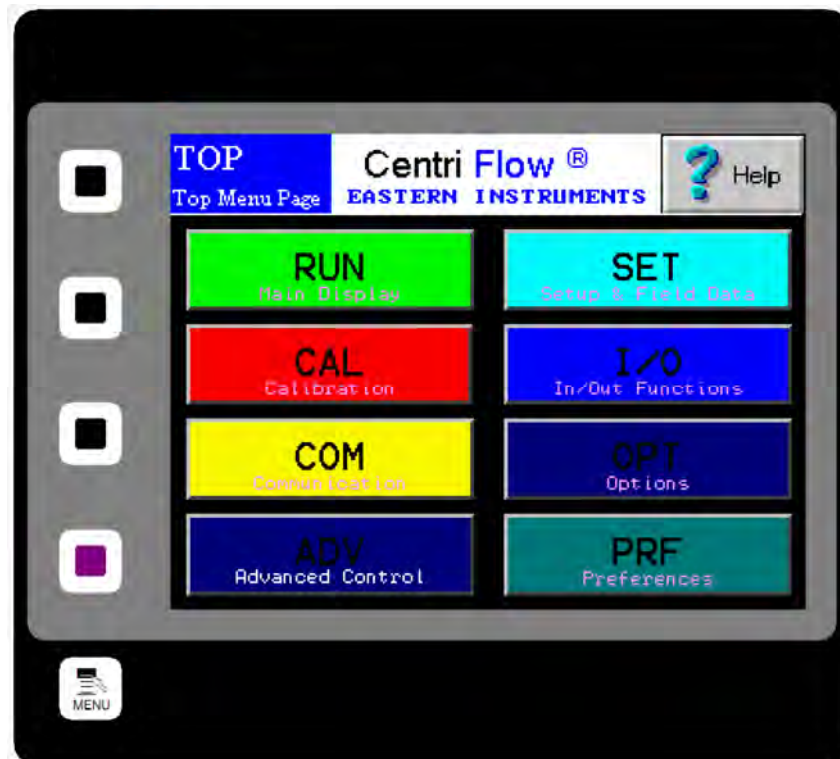 TOP
Top Menu Page
Centri Flow ®
EASTERN INSTRUMENTS
Help
RUN
Main Display
SET
Setup & Field Data
CAL
Calibration
I/O
In/Out Functions
COM
Communication
OPT
Options
ADV
Advanced Control
PRF
Preferences
MENU